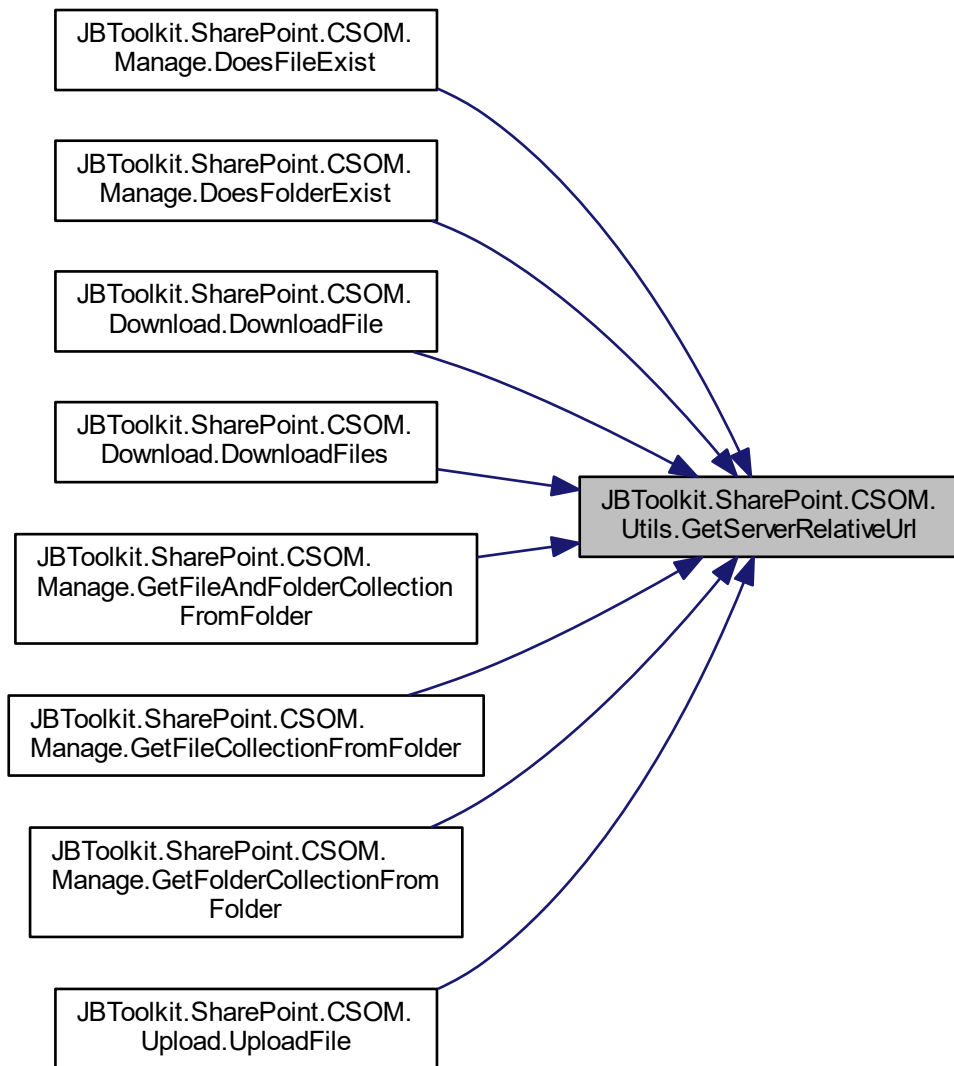 JBToolkit.SharePoint.CSOM.
Manage.DoesFileExist
JBToolkit.SharePoint.CSOM.
Manage.DoesFolderExist
JBToolkit.SharePoint.CSOM.
Download.DownloadFile
JBToolkit.SharePoint.CSOM.
Download.DownloadFiles
JBToolkit.SharePoint.CSOM.
Utils.GetServerRelativeUrl
JBToolkit.SharePoint.CSOM.
Manage.GetFileAndFolderCollection
FromFolder
JBToolkit.SharePoint.CSOM.
Manage.GetFileCollectionFromFolder
JBToolkit.SharePoint.CSOM.
Manage.GetFolderCollectionFrom
Folder
JBToolkit.SharePoint.CSOM.
Upload.UploadFile